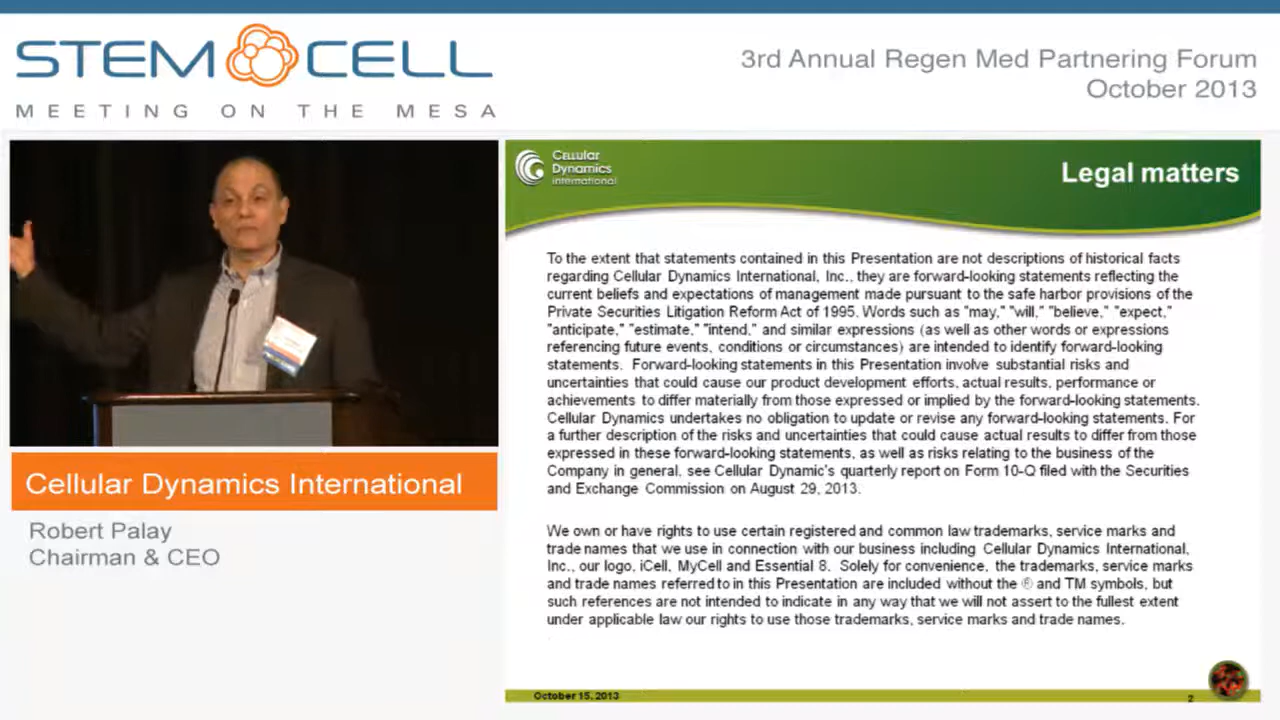 STEM CELL
MEETING ON THE MESA
3rd Annual Regen Med Partnering Forum
October 2013
Cellular
Dynamics
international
Legal matters
To the extent that statements contained in this Presentation are not descriptions of historical facts
regarding Cellular Dynamics International, Inc., they are forward-looking statements reflecting the
current beliefs and expectations of management made pursuant to the safe harbor provisions of the
Private Securities Litigation Reform Act of 1995. Words such as "may," "will," "believe," "expect,"
"anticipate," "estimate," "intend," and similar expressions (as well as other words or expressions
referencing future events, conditions or circumstances) are intended to identify forward-looking
statements. Forward-looking statements in this Presentation involve substantial risks and
uncertainties that could cause our product development efforts, actual results, performance or
achievements to differ materially from those expressed or implied by the forward-looking statements.
Cellular Dynamics undertakes no obligation to update or revise any forward-looking statements. For
a further description of the risks and uncertainties that could cause actual results to differ from those
expressed in these forward-looking statements, as well as risks relating to the business of the
Company in general, see Cellular Dynamic's quarterly report on Form 10-Q filed with the Securities
and Exchange Commission on August 29, 2013.
We own or have rights to use certain registered and common law trademarks, service marks and
trade names that we use in connection with our business including Cellular Dynamics International,
Inc., our logo, iCell, MyCell and Essential 8. Solely for convenience, the trademarks, service marks
and trade names referred to in this Presentation are included without the ® and TM symbols, but
such references are not intended to indicate in any way that we will not assert to the fullest extent
under applicable law our rights to use those trademarks, service marks and trade names.
October 15, 2013
2
Cellular Dynamics International
Robert Palay
Chairman & CEO